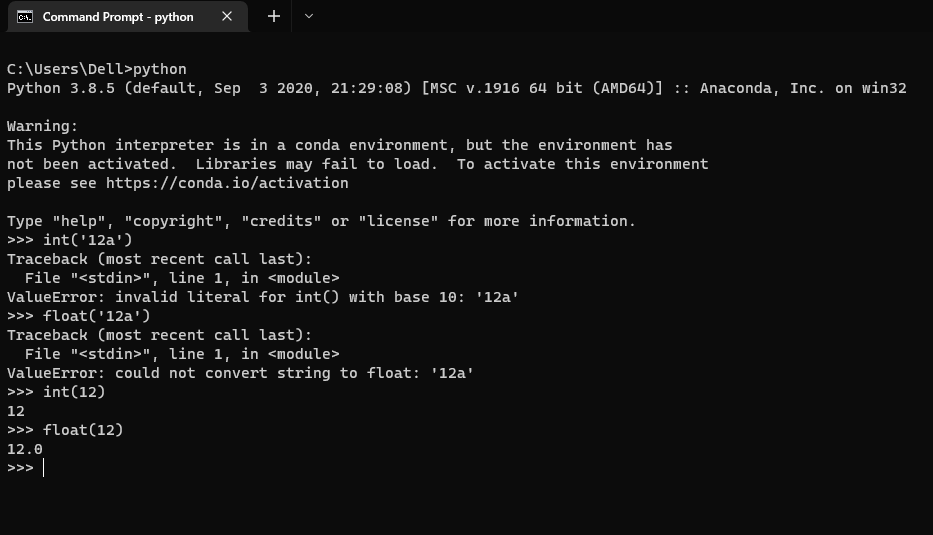 Command Prompt - python
C:\Users\Dell>python
Python 3.8.5 (default, Sep  3 2020, 21:29:08) [MSC v.1916 64 bit (AMD64)] :: Anaconda, Inc. on win32
Warning:
This Python interpreter is in a conda environment, but the environment has
not been activated.  Libraries may fail to load.  To activate this environment
please see https://conda.io/activation
Type "help", "copyright", "credits" or "license" for more information.
>>> int('12a')
Traceback (most recent call last):
  File "<stdin>", line 1, in <module>
ValueError: invalid literal for int() with base 10: '12a'
>>> float('12a')
Traceback (most recent call last):
  File "<stdin>", line 1, in <module>
ValueError: could not convert string to float: '12a'
>>> int(12)
12
>>> float(12)
12.0
>>>